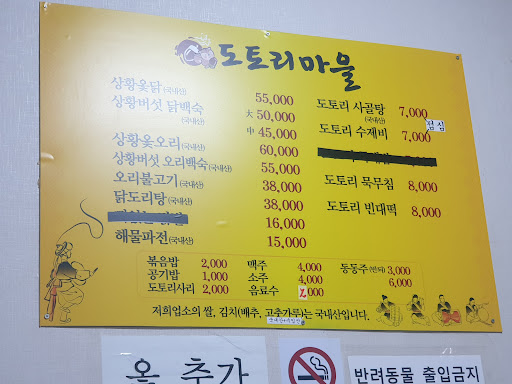 도토리마을
상황옻닭(국내산) 55,000
상황버섯 닭백숙 大 50,000
(국내산) 中 45,000
상황옻오리(국내산) 60,000
상황버섯 오리백숙(국내산) 55,000
오리불고기(국내산) 38,000
닭도리탕(국내산) 38,000
16,000
해물파전(국내산) 15,000
도토리 사골탕 7,000
(국내산)
점심
도토리 수제비 7,000
도토리 묵무침 8,000
도토리 빈대떡 8,000
볶음밥 2,000
공기밥 1,000
도토리사리 2,000
맥주 4,000
소주 4,000
음료수 2,000
동동주 3,000
6,000
저희업소의 쌀, 김치(배추, 고추가루)는 국내산입니다.
옻 추가
반려동물 출입금지